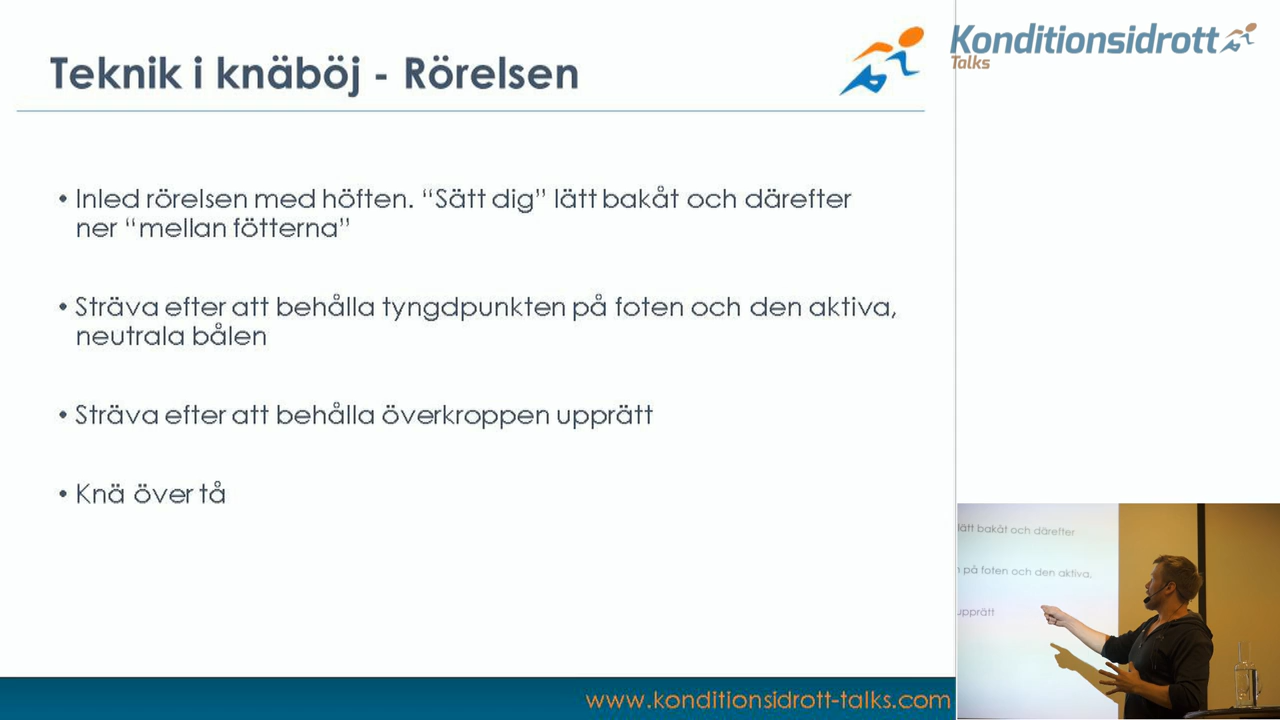 Teknik i knäböj - Rörelsen
Konditionsidrott
Talks
• Inled rörelsen med höften. “Sätt dig” lätt bakåt och därefter
ner “mellan fötterna”
• Sträva efter att behålla tyngdpunkten på foten och den aktiva,
neutrala bålen
• Sträva efter att behålla överkroppen upprätt
• Knä över tå
lätt bakåt och därefter
på foten och den aktiva,
upprätt
www.konditionsidrott-talks.com